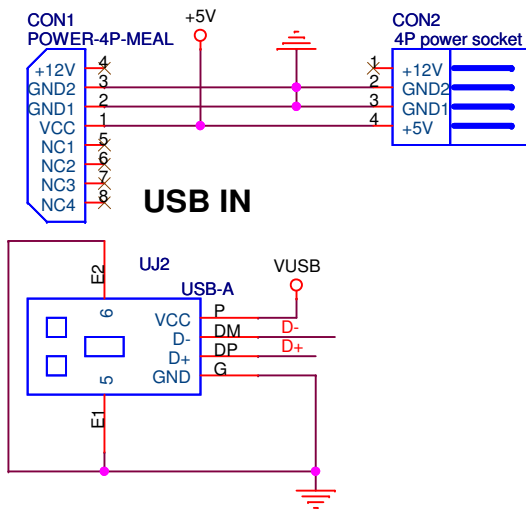 CON1
POWER-4P-MEAL
+5V
CON2
4P power socket
+12V 4
GND2 3
GND1 2
VCC 1
NC1 5
NC2 6
NC3 7
NC4 8
1 +12V
2 GND2
3 GND1
4 +5V
USB IN
UJ2
USB-A
VUSB
E2
6
VCC P
D- DM D-
D+ DP D+
GND G
5
E1